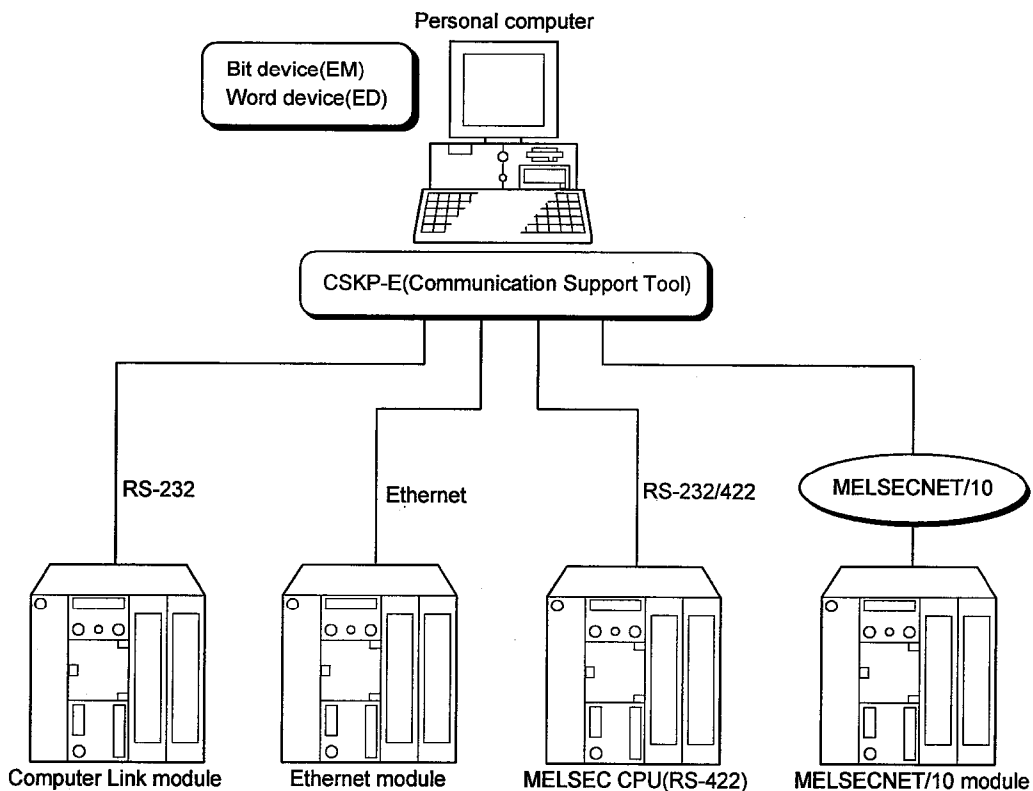 Personal computer
Bit device(EM)
Word device(ED)
CSKP-E(Communication Support Tool)
RS-232
Ethernet
RS-232/422
MELSECNET/10
Computer Link module
Ethernet module
MELSEC CPU(RS-422)
MELSECNET/10 module